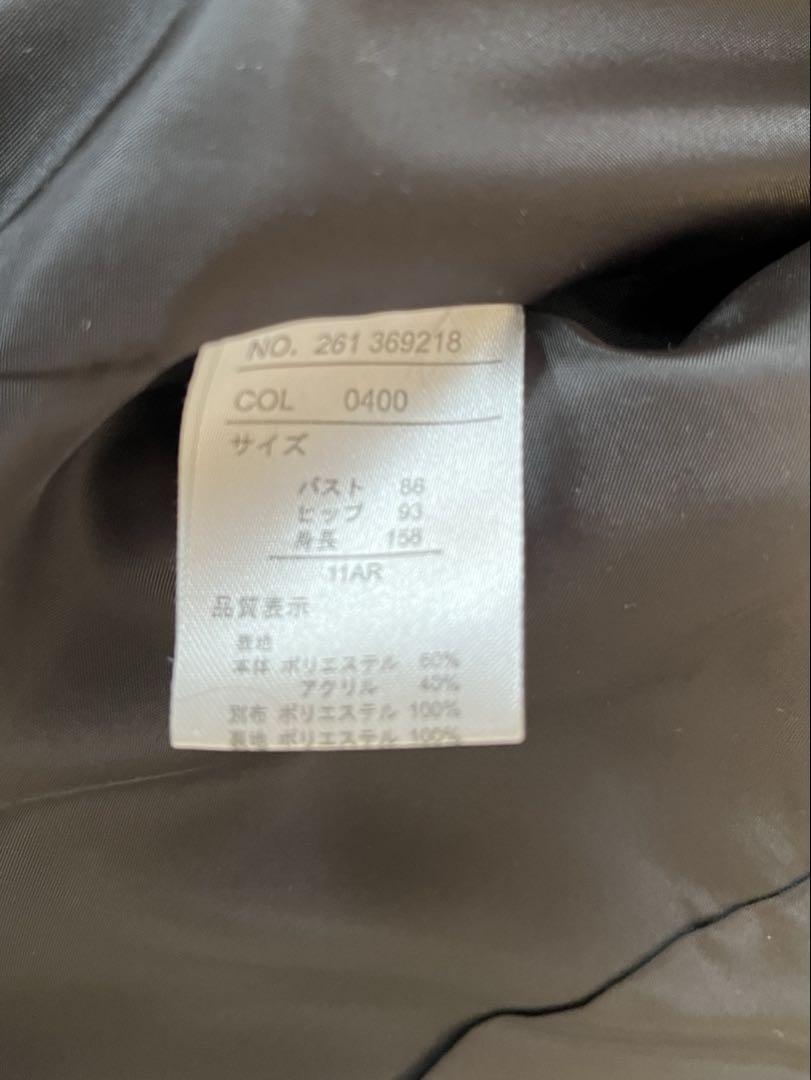 NO. 261 369218
COL 0400
サイズ
バスト 86
ヒップ 93
身長 158
11AR
品質表示
表地
本体 ポリエステル 60%
アクリル 40%
別布 ポリエステル 100%
裏地 ポリエステル 100%